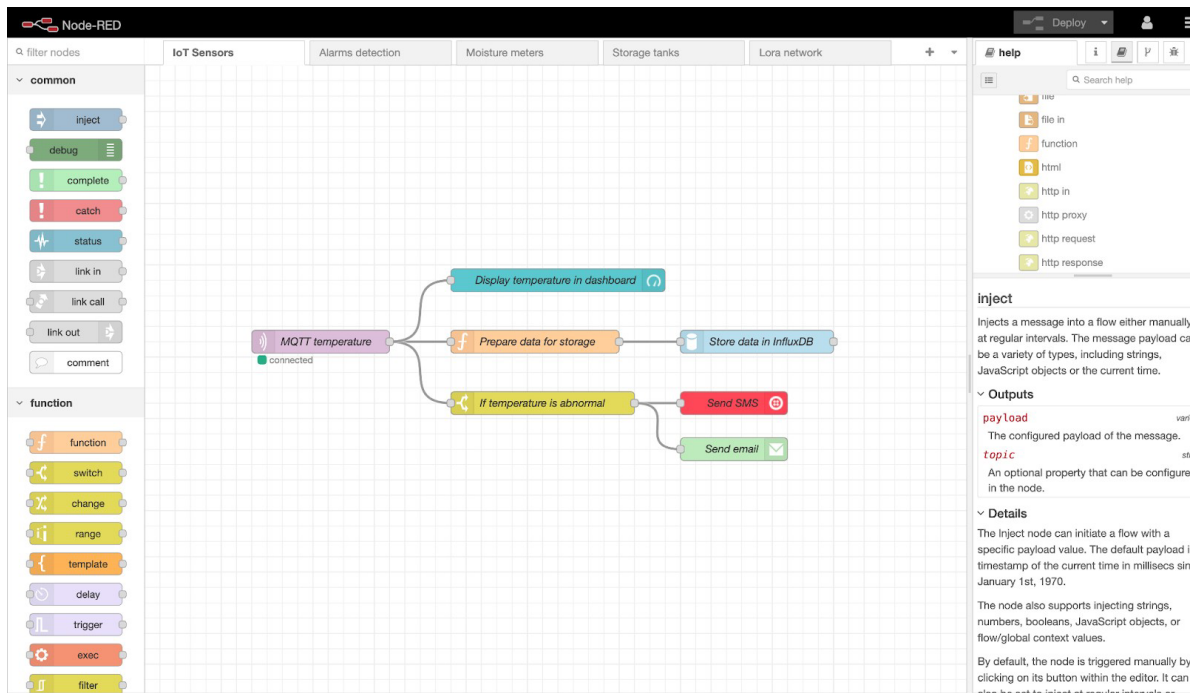 Node-RED
Deploy
filter nodes
IoT Sensors
Alarms detection
Moisture meters
Storage tanks
Lora network
help
i
Search help
common
inject
debug
complete
catch
status
link in
link call
link out
comment
function
function
switch
change
range
template
delay
trigger
exec
filter
Display temperature in dashboard
MQTT temperature
connected
Prepare data for storage
Store data in InfluxDB
If temperature is abnormal
Send SMS
Send email
file
file in
function
html
http in
http proxy
http request
http response
inject
Injects a message into a flow either manually
at regular intervals. The message payload ca
be a variety of types, including strings,
JavaScript objects or the current time.
Outputs
payload vari
The configured payload of the message.
topic st
An optional property that can be configure
in the node.
Details
The Inject node can initiate a flow with a
specific payload value. The default payload i
timestamp of the current time in millisecs sin
January 1st, 1970.
The node also supports injecting strings,
numbers, booleans, JavaScript objects, or
flow/global context values.
By default, the node is triggered manually by
clicking on its button within the editor. It can